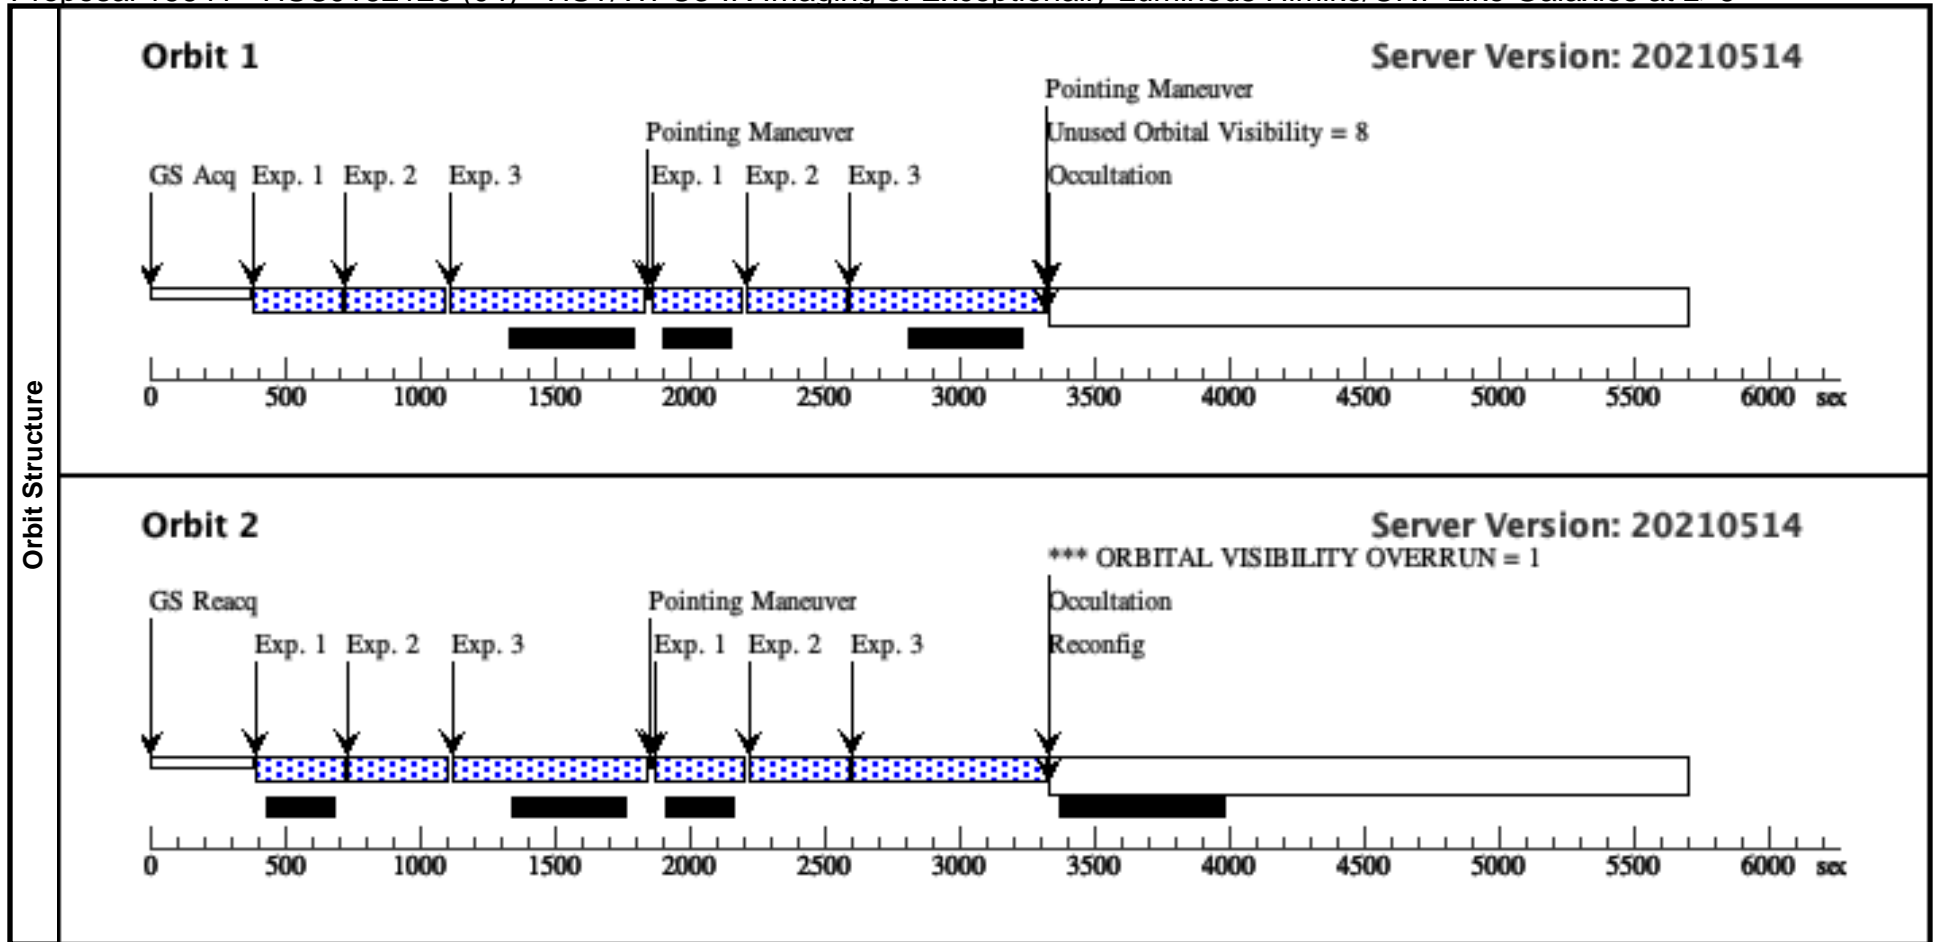 Orbit Structure
Orbit 1
Server Version: 20210514
Pointing Maneuver
Pointing Maneuver
Unused Orbital Visibility = 8
GS Acq Exp. 1 Exp. 2 Exp. 3 Exp. 1 Exp. 2 Exp. 3 Occultation
0 500 1000 1500 2000 2500 3000 3500 4000 4500 5000 5500 6000 sec
Orbit 2
Server Version: 20210514
*** ORBITAL VISIBILITY OVERRUN = 1
GS Reacq Pointing Maneuver Occultation
Exp. 1 Exp. 2 Exp. 3 Exp. 1 Exp. 2 Exp. 3 Reconfig
0 500 1000 1500 2000 2500 3000 3500 4000 4500 5000 5500 6000 sec